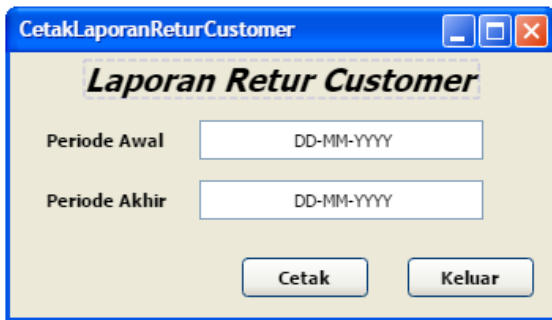 CetakLaporanReturCustomer
Laporan Retur Customer
Periode Awal DD-MM-YYYY
Periode Akhir DD-MM-YYYY
Cetak Keluar